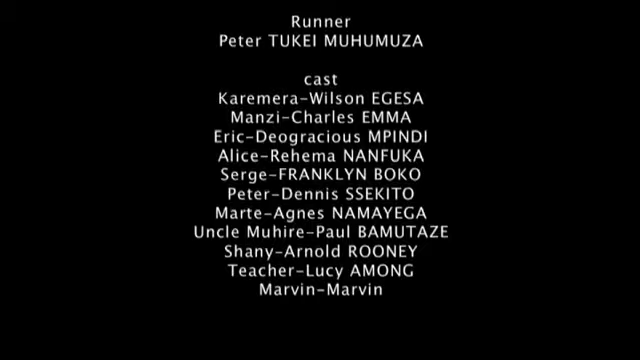 Runner
Peter TUKEI MUHUMUZA
cast
Karemera-Wilson EGESA
Manzi-Charles EMMA
Eric-Deogracious MPINDI
Alice-Rehema NANFUKA
Serge-FRANKLYN BOKO
Peter-Dennis SSEKITO
Marte-Agnes NAMAYEGA
Uncle Muhire-Paul BAMUTAZE
Shany-Arnold ROONEY
Teacher-Lucy AMONG
Marvin-Marvin